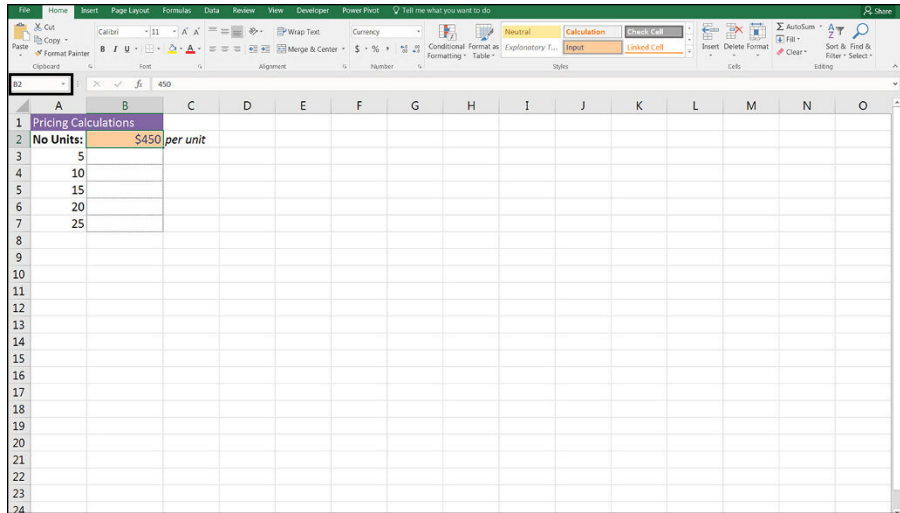 File Home Insert Page Layout Formulas Data Review View Developer Power Pivot Tell me what you want to do Share
Paste
Cut
Copy
Format Painter
Calibri 11 A A
B I U A
Wrap Text
Merge & Center
Currency
$ % ,
Conditional Formatting
Format as Table
Neutral Calculation Check Cell
Explanatory T... Input Linked Cell
Insert Delete Format
AutoSum
Fill
Clear
Sort & Filter
Find & Select
Clipboard Font Alignment Number Styles Cells Editing
B2 fx 450
A B C D E F G H I J K L M N O
1 Pricing Calculations
2 No Units: $450 per unit
3 5
4 10
5 15
6 20
7 25
8
9
10
11
12
13
14
15
16
17
18
19
20
21
22
23
24